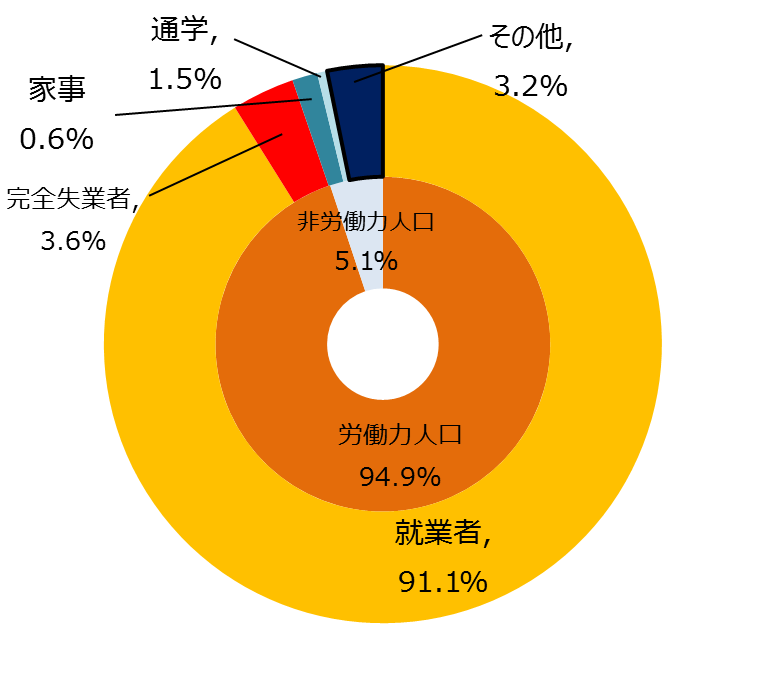 通学,
1.5%
その他,
3.2%
家事
0.6%
完全失業者,
3.6%
非労働力人口
5.1%
労働力人口
94.9%
就業者,
91.1%